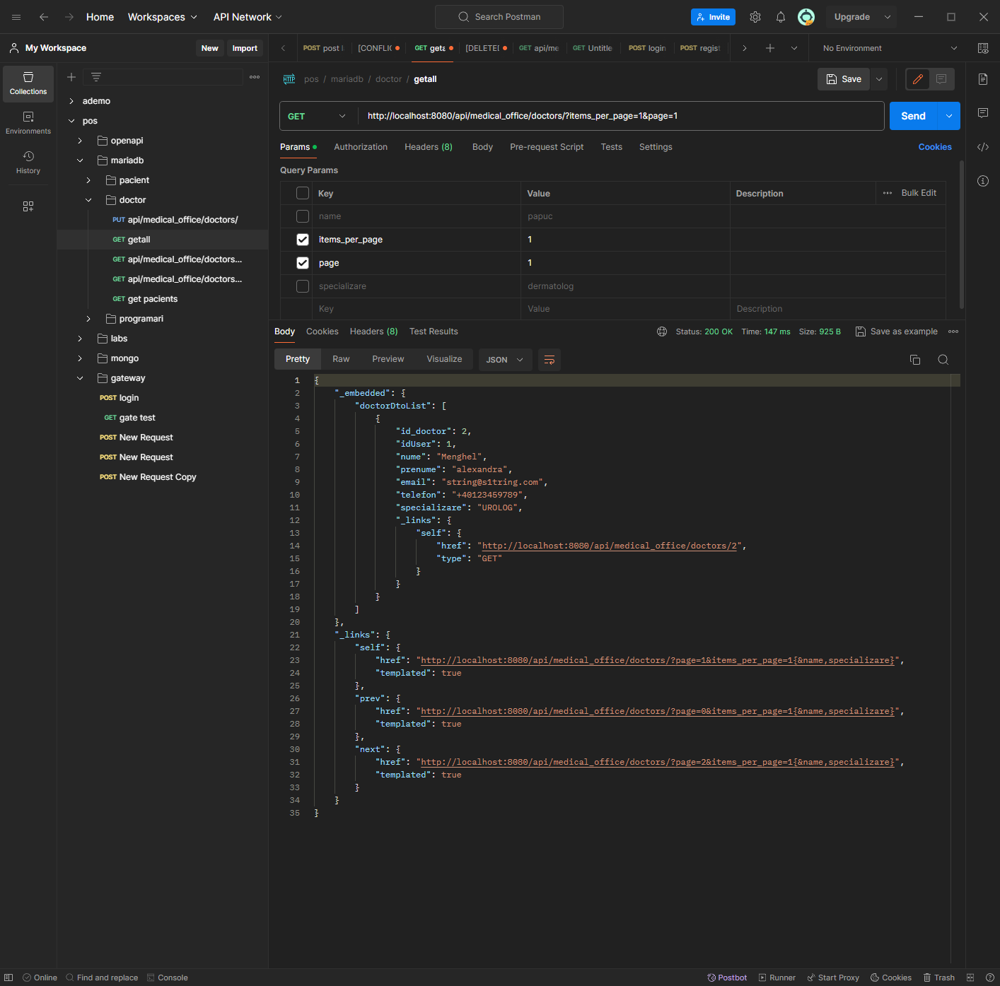 Home Workspaces API Network Search Postman Invite Upgrade
My Workspace New Import
POST post [CONFLIC GET geta [DELETE GET api/me GET Untitle POST login POST regist No Environment
Collections
Environments
History
ademo
pos
openapi
mariadb
pacient
doctor
PUT api/medical_office/doctors/
GET getall
GET api/medical_office/doctors...
GET api/medical_office/doctors...
GET get pacients
programari
labs
mongo
gateway
POST login
GET gate test
POST New Request
POST New Request
POST New Request Copy
HTTP pos / mariadb / doctor / getall Save
GET http://localhost:8080/api/medical_office/doctors/?items_per_page=1&page=1 Send
Params Authorization Headers (8) Body Pre-request Script Tests Settings Cookies
Query Params
Key Value Description Bulk Edit
name papuc
items_per_page 1
page 1
specializare dermatolog
Key Value Description
Body Cookies Headers (8) Test Results Status: 200 OK Time: 147 ms Size: 925 B Save as example
Pretty Raw Preview Visualize JSON
1 {
2 "_embedded": {
3 "doctorDtoList": [
4 {
5 "id_doctor": 2,
6 "idUser": 1,
7 "nume": "Menghel",
8 "prenume": "alexandra",
9 "email": "string@s1tring.com",
10 "telefon": "+40123459789",
11 "specializare": "UROLOG",
12 "_links": {
13 "self": {
14 "href": "http://localhost:8080/api/medical_office/doctors/2",
15 "type": "GET"
16 }
17 }
18 }
19 ]
20 },
21 "_links": {
22 "self": {
23 "href": "http://localhost:8080/api/medical_office/doctors/?page=1&items_per_page=1{&name,specializare}",
24 "templated": true
25 },
26 "prev": {
27 "href": "http://localhost:8080/api/medical_office/doctors/?page=0&items_per_page=1{&name,specializare}",
28 "templated": true
29 },
30 "next": {
31 "href": "http://localhost:8080/api/medical_office/doctors/?page=2&items_per_page=1{&name,specializare}",
32 "templated": true
33 }
34 }
35 }
Online Find and replace Console Postbot Runner Start Proxy Cookies Trash